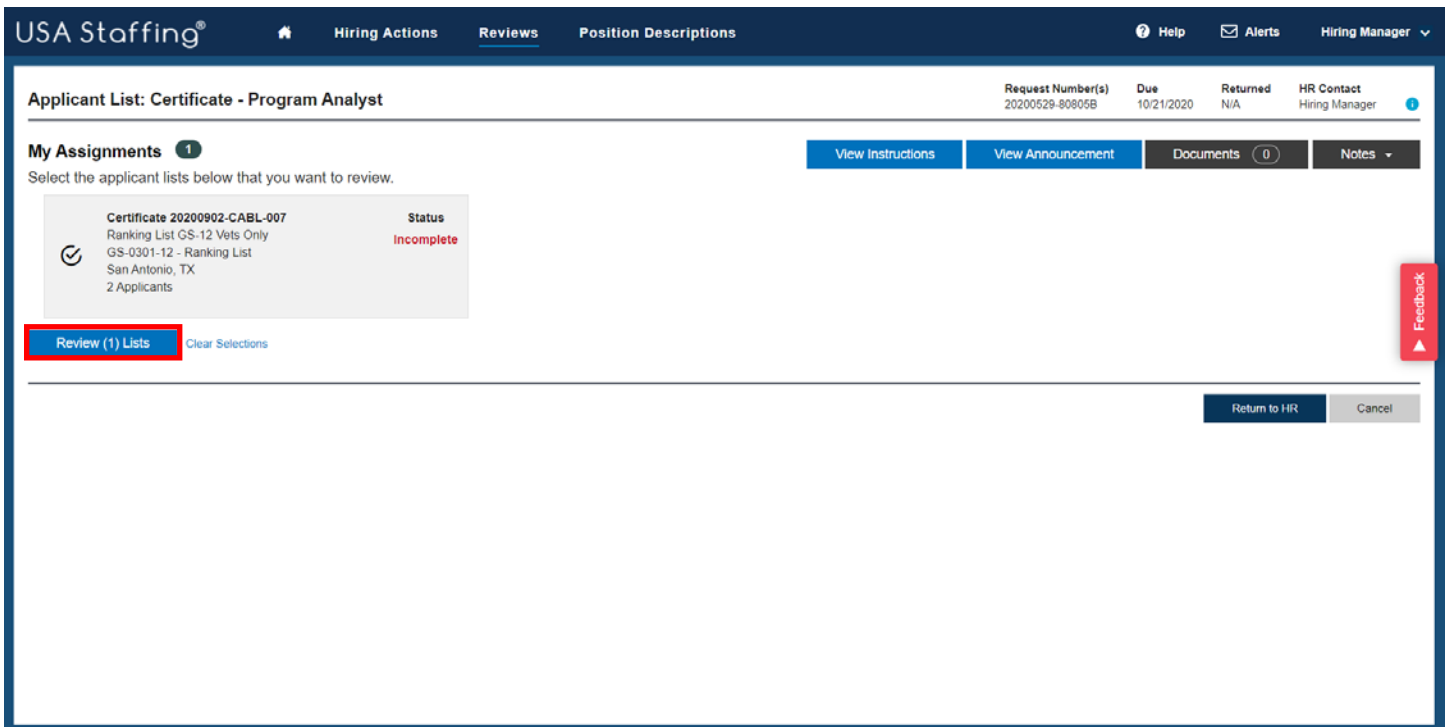 USA Staffing®
Hiring Actions
Reviews
Position Descriptions
Help
Alerts
Hiring Manager
Applicant List: Certificate - Program Analyst
Request Number(s)
20200529-80805B
Due
10/21/2020
Returned
N/A
HR Contact
Hiring Manager
My Assignments 1
Select the applicant lists below that you want to review.
View Instructions
View Announcement
Documents 0
Notes
Certificate 20200902-CABL-007
Ranking List GS-12 Vets Only
GS-0301-12 - Ranking List
San Antonio, TX
2 Applicants
Status
Incomplete
Review (1) Lists
Clear Selections
Feedback
Return to HR
Cancel